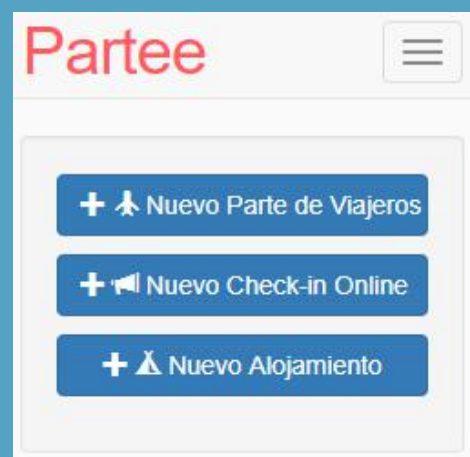 Partee
Nuevo Parte de Viajeros
Nuevo Check-in Online
Nuevo Alojamiento